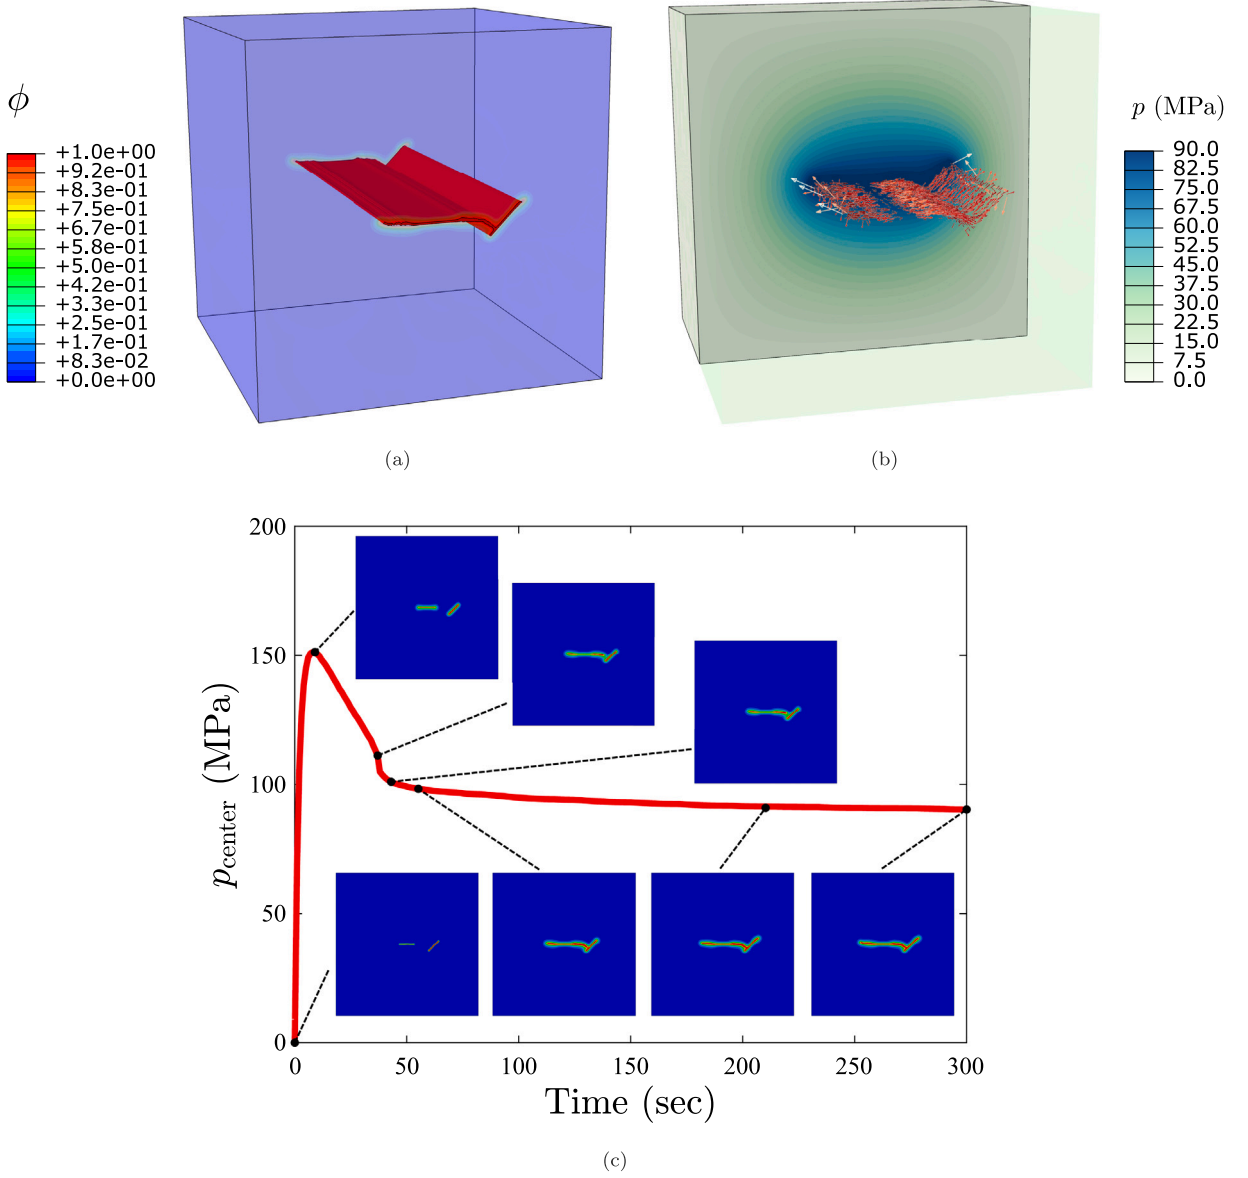 ϕ
+1.0e+00
+9.2e-01
+8.3e-01
+7.5e-01
+6.7e-01
+5.8e-01
+5.0e-01
+4.2e-01
+3.3e-01
+2.5e-01
+1.7e-01
+8.3e-02
+0.0e+00
(a)
p (MPa)
90.0
82.5
75.0
67.5
60.0
52.5
45.0
37.5
30.0
22.5
15.0
7.5
0.0
(b)
200
150
100
50
0
p_center (MPa)
0 50 100 150 200 250 300
Time (sec)
(c)